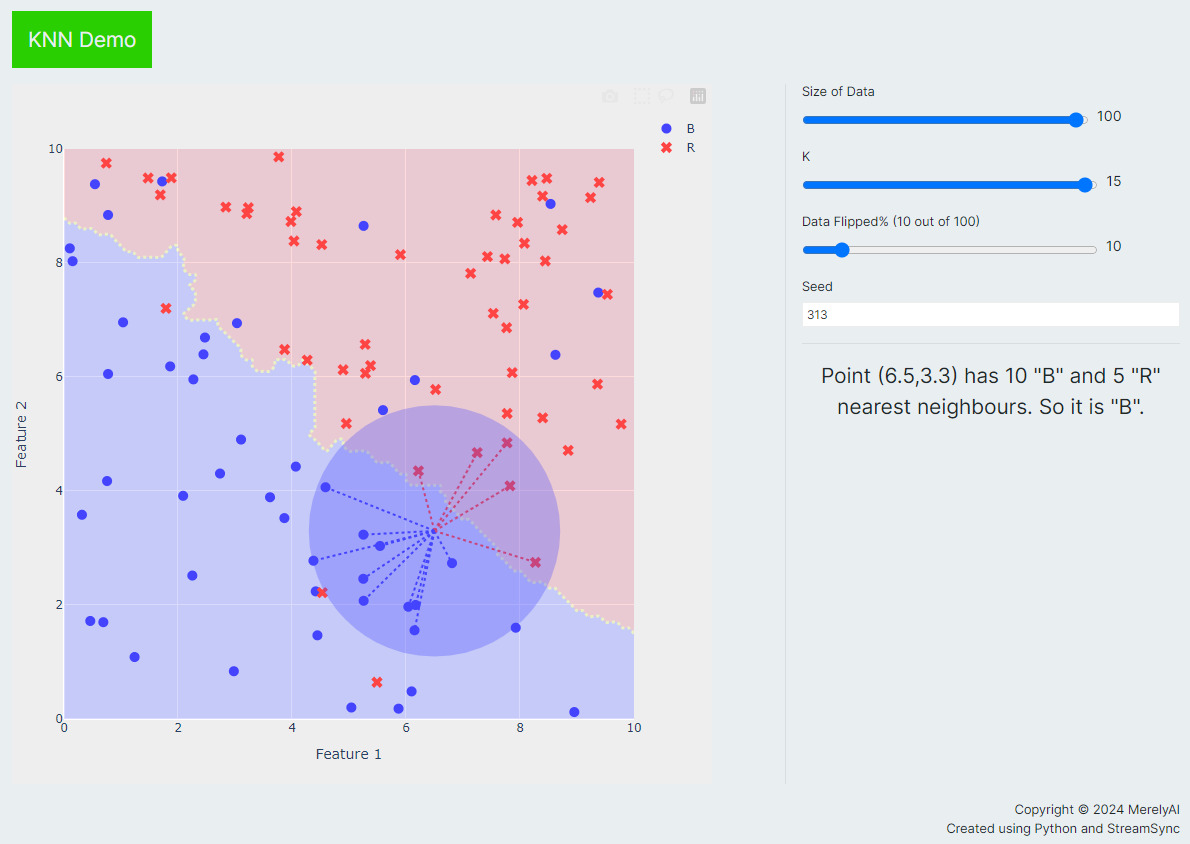 KNN Demo
B
R
10
8
6
4
2
0
0
2
4
6
8
10
Feature 2
Feature 1
Size of Data
100
K
15
Data Flipped% (10 out of 100)
10
Seed
313
Point (6.5,3.3) has 10 "B" and 5 "R"
nearest neighbours. So it is "B".
Copyright © 2024 MerelyAI
Created using Python and StreamSync